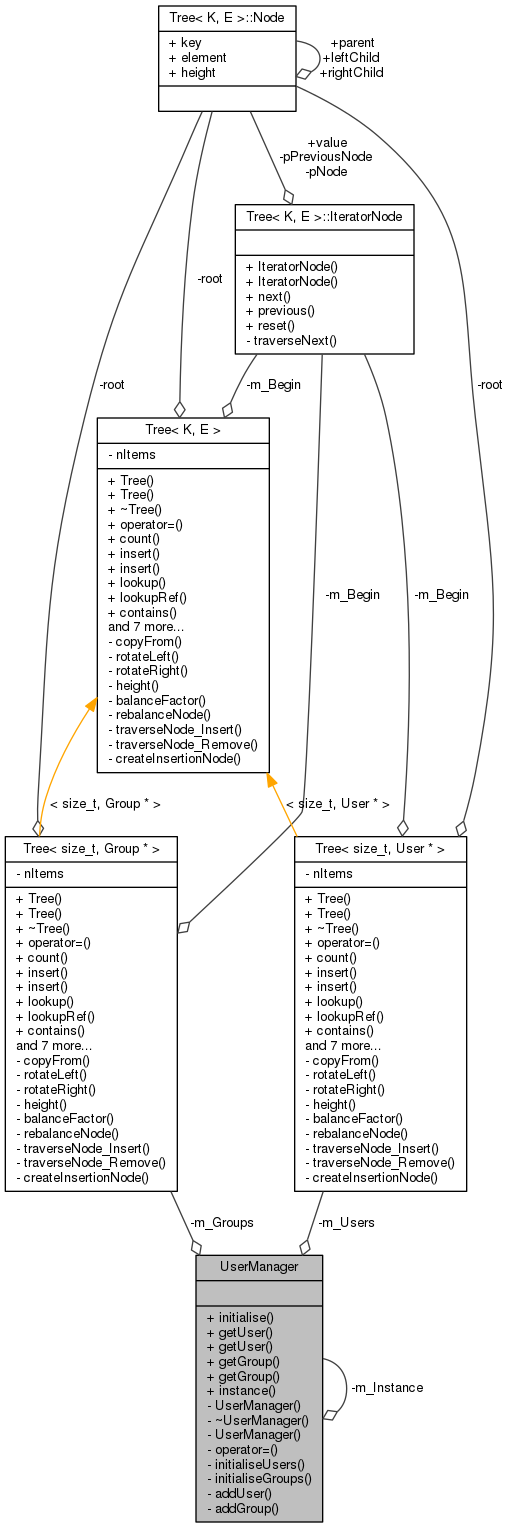 Tree< K, E >::Node
+ key
+ element
+ height
+parent
+leftChild
+rightChild
+value
-pPreviousNode
-pNode
Tree< K, E >::IteratorNode
+ IteratorNode()
+ IteratorNode()
+ next()
+ previous()
+ reset()
- traverseNext()
-root
-root
-root
-m_Begin
-m_Begin
-m_Begin
Tree< K, E >
- nItems
+ Tree()
+ Tree()
+ ~Tree()
+ operator=()
+ count()
+ insert()
+ insert()
+ lookup()
+ lookupRef()
+ contains()
and 7 more...
- copyFrom()
- rotateLeft()
- rotateRight()
- height()
- balanceFactor()
- rebalanceNode()
- traverseNode_Insert()
- traverseNode_Remove()
- createInsertionNode()
< size_t, Group * >
< size_t, User * >
Tree< size_t, Group * >
- nItems
+ Tree()
+ Tree()
+ ~Tree()
+ operator=()
+ count()
+ insert()
+ insert()
+ lookup()
+ lookupRef()
+ contains()
and 7 more...
- copyFrom()
- rotateLeft()
- rotateRight()
- height()
- balanceFactor()
- rebalanceNode()
- traverseNode_Insert()
- traverseNode_Remove()
- createInsertionNode()
Tree< size_t, User * >
- nItems
+ Tree()
+ Tree()
+ ~Tree()
+ operator=()
+ count()
+ insert()
+ insert()
+ lookup()
+ lookupRef()
+ contains()
and 7 more...
- copyFrom()
- rotateLeft()
- rotateRight()
- height()
- balanceFactor()
- rebalanceNode()
- traverseNode_Insert()
- traverseNode_Remove()
- createInsertionNode()
-m_Groups
-m_Users
UserManager
+ initialise()
+ getUser()
+ getUser()
+ getGroup()
+ getGroup()
+ instance()
- UserManager()
- ~UserManager()
- UserManager()
- operator=()
- initialiseUsers()
- initialiseGroups()
- addUser()
- addGroup()
-m_Instance